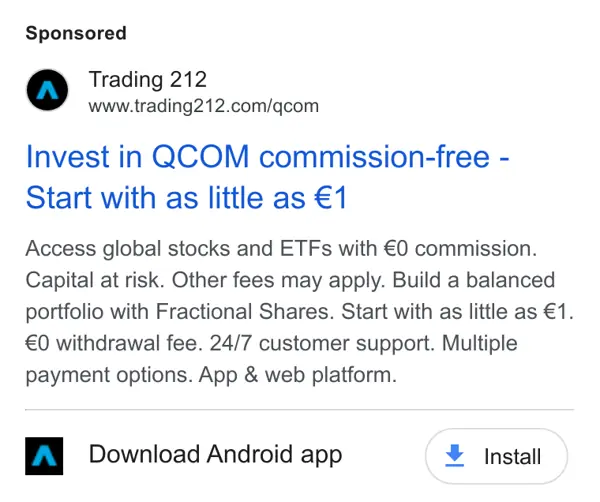 Sponsored
Trading 212
www.trading212.com/qcom
Invest in QCOM commission-free -
Start with as little as €1
Access global stocks and ETFs with €0 commission.
Capital at risk. Other fees may apply. Build a balanced
portfolio with Fractional Shares. Start with as little as €1.
€0 withdrawal fee. 24/7 customer support. Multiple
payment options. App & web platform.
Download Android app
Install